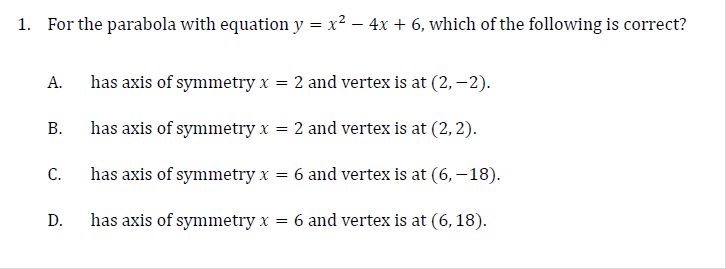 1. For the parabola with equation y = x² − 4x + 6, which of the following is correct?
A. has axis of symmetry x = 2 and vertex is at (2, −2).
B. has axis of symmetry x = 2 and vertex is at (2, 2).
C. has axis of symmetry x = 6 and vertex is at (6, −18).
D. has axis of symmetry x = 6 and vertex is at (6, 18).